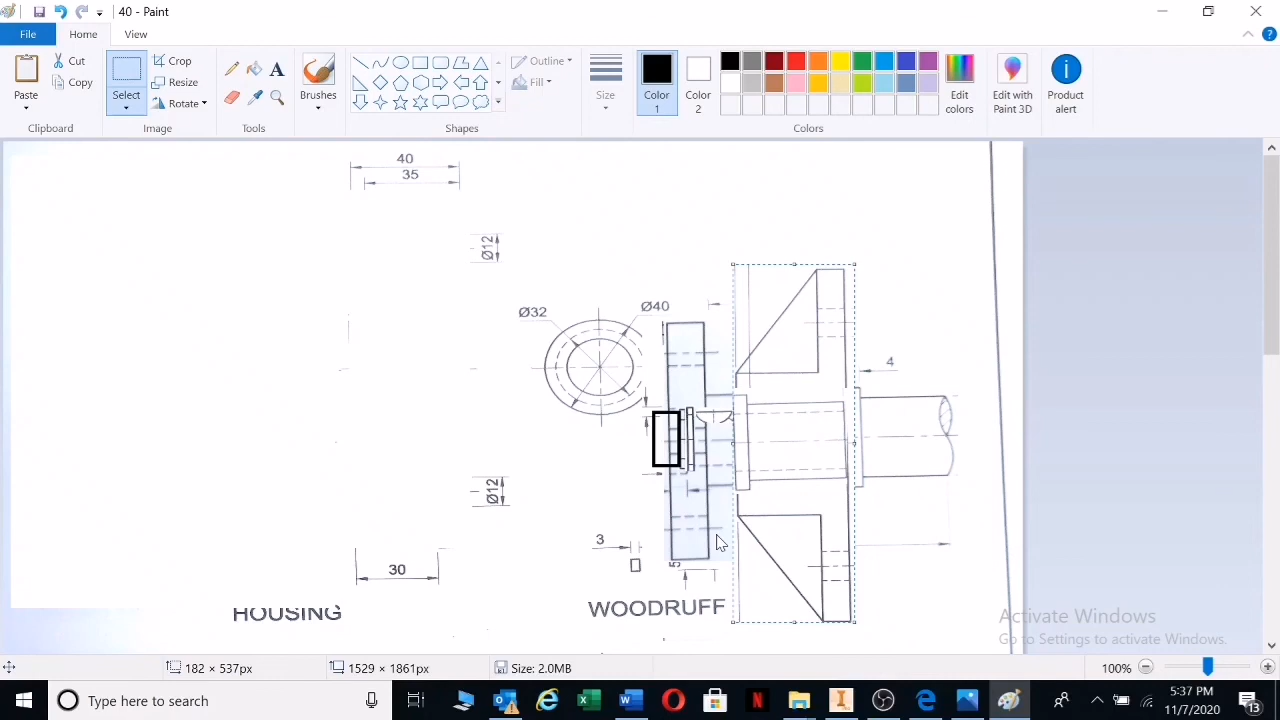 40 - Paint
File
Home
View
Paste
Cut
Copy
Clipboard
Select
Crop
Resize
Rotate
Image
A
Tools
Brushes
Outline
Fill
Shapes
Size
Color
1
Color
2
Edit
colors
Colors
Edit with
Paint 3D
Product
alert
40
35
Ø12
Ø32
Ø40
4
Ø12
3
5
30
HOUSING
WOODRUFF
Activate Windows
Go to Settings to activate Windows.
182 × 537px
1529 × 1861px
Size: 2.0MB
100%
Type here to search
5:37 PM
11/7/2020
13